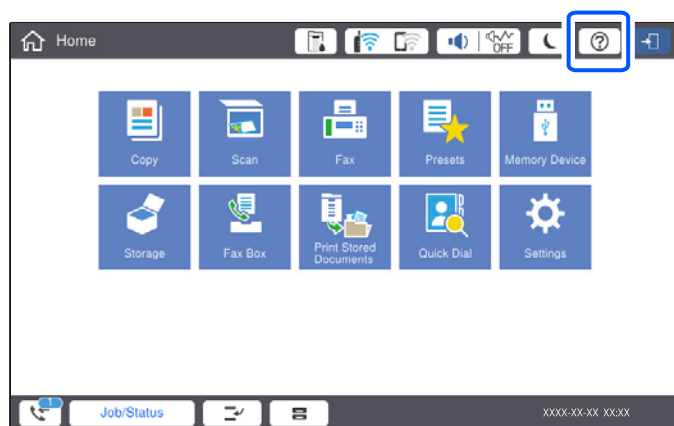 Home
OFF
?
Copy
Scan
Fax
Presets
Memory Device
Storage
Fax Box
Print Stored
Documents
Quick Dial
Settings
1
Job/Status
XXXX-XX-XX XX:XX